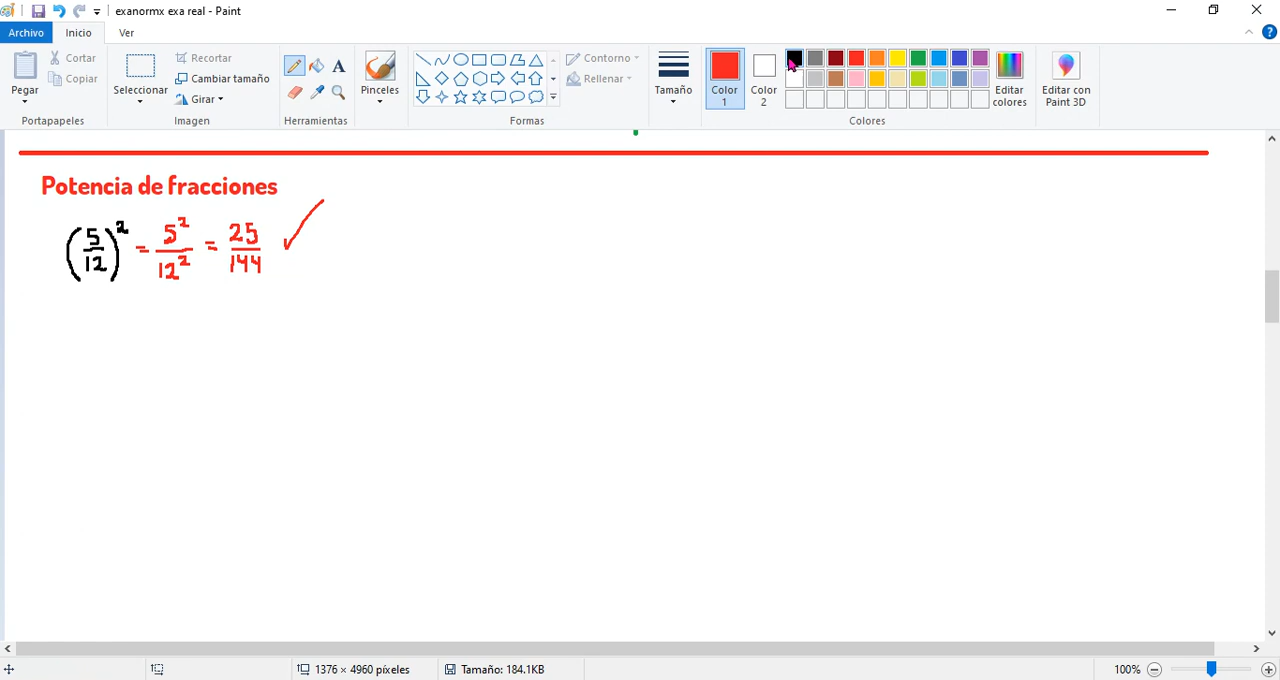 exanormx exa real - Paint
Archivo Inicio Ver
Pegar
Cortar
Copiar
Portapapeles
Seleccionar
Recortar
Cambiar tamaño
Girar
Imagen
Herramientas
Pinceles
Contorno
Rellenar
Formas
Tamaño
Color 1
Color 2
Editar colores
Colores
Editar con Paint 3D
Potencia de fracciones
(5/12)² = 5²/12² = 25/144 ✓
1376 × 4960 píxeles
Tamaño: 184.1KB
100%